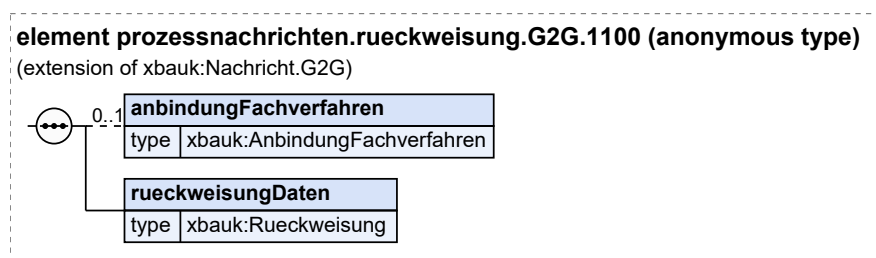 element prozessnachrichten.rueckweisung.G2G.1100 (anonymous type)
(extension of xbauk:Nachricht.G2G)
0..1
anbindungFachverfahren
type xbauk:AnbindungFachverfahren
rueckweisungDaten
type xbauk:Rueckweisung